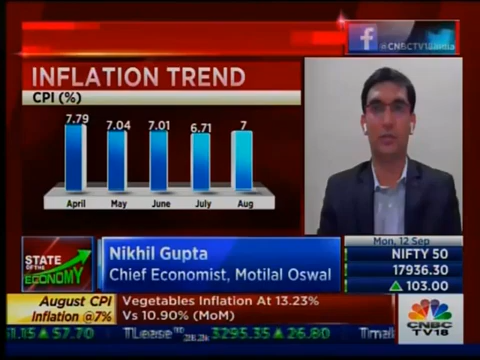 @CNBCTV18India
INFLATION TREND
CPI (%)
7.79 7.04 7.01 6.71 7
April May June July Aug
STATE
OF THE
ECONOMY
Nikhil Gupta
Chief Economist, Motilal Oswal
Mon, 12 Sep
NIFTY 50
17936.30
103.00
August CPI
Inflation @7%
Vegetables Inflation At 13.23%
Vs 10.90% (MoM)
CNBC
TV18
51.15 57.70 TLease 3295.35 26.80